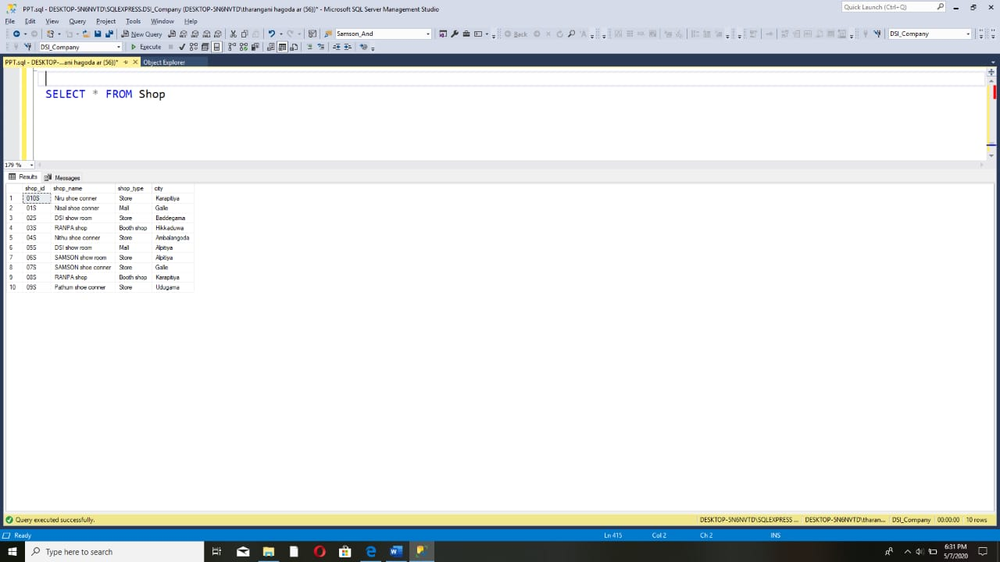 PPT.sql - DESKTOP-5N6NVTD\SQLEXPRESS.DSI_Company (DESKTOP-5N6NVTD\tharangani hagoda ar (56))* - Microsoft SQL Server Management Studio
Quick Launch (Ctrl+Q)
File Edit View Query Project Tools Window Help
New Query Samson_And Back DSI_Company
DSI_Company Execute
PPT.sql - DESKTOP-...ani hagoda ar (56))* Object Explorer
SELECT * FROM Shop
179 %
Results Messages
shop_id shop_name shop_type city
1 010S Niru shoe conner Store Karapitiya
2 01S Nisal shoe conner Mall Galle
3 02S DSI show room Store Baddegama
4 03S RANPA shop Booth shop Hikkaduwa
5 04S Nithu shoe conner Store Ambalangoda
6 05S DSI show room Mall Alpitiya
7 06S SAMSON show room Store Alpitiya
8 07S SAMSON shoe conner Store Galle
9 08S RANPA shop Booth shop Karapitiya
10 09S Pathum shoe conner Store Udugama
Query executed successfully. DESKTOP-5N6NVTD\SQLEXPRESS ... DESKTOP-5N6NVTD\tharan... DSI_Company 00:00:00 10 rows
Ready Ln 415 Col 2 Ch 2 INS
Type here to search
6:31 PM
5/7/2020